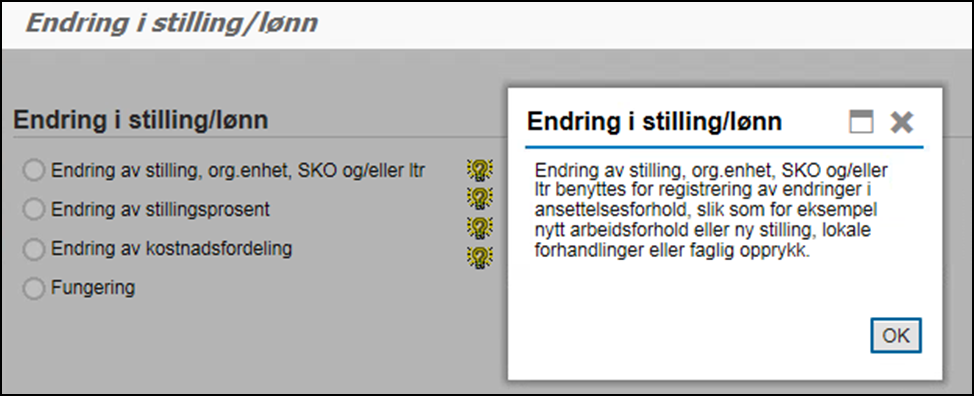 Endring i stilling/lønn
Endring i stilling/lønn
Endring av stilling, org.enhet, SKO og/eller ltr
Endring av stillingsprosent
Endring av kostnadsfordeling
Fungering
Endring i stilling/lønn
Endring av stilling, org.enhet, SKO og/eller
ltr benyttes for registrering av endringer i
ansettelsesforhold, slik som for eksempel
nytt arbeidsforhold eller ny stilling, lokale
forhandlinger eller faglig opprykk.
OK